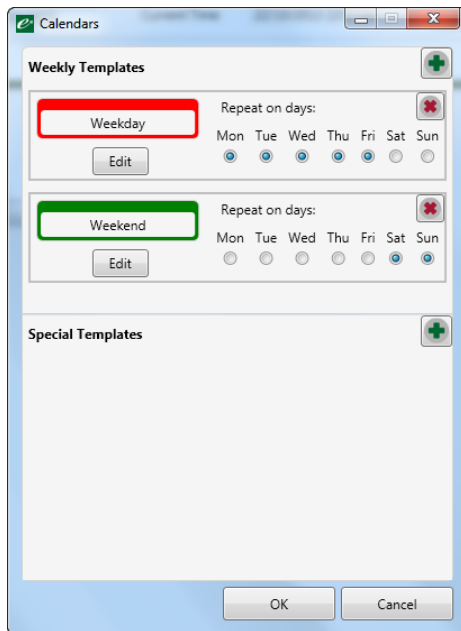 Calendars
Weekly Templates
Weekday
Repeat on days:
Mon Tue Wed Thu Fri Sat Sun
Edit
Weekend
Repeat on days:
Mon Tue Wed Thu Fri Sat Sun
Edit
Special Templates
OK Cancel